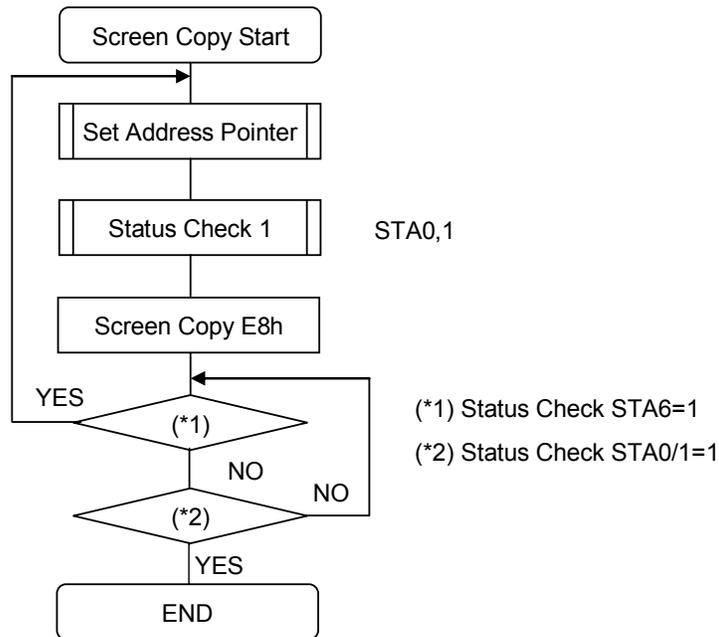 Screen Copy Start
Set Address Pointer
Status Check 1
STA0,1
Screen Copy E8h
YES
(*1)
(*1) Status Check STA6=1
(*2) Status Check STA0/1=1
NO
NO
(*2)
YES
END